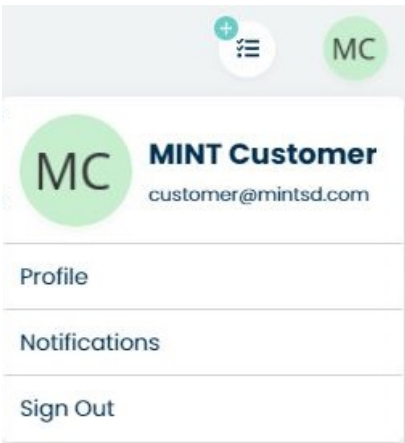 MC
MC
MINT Customer
customer@mintsd.com
Profile
Notifications
Sign Out